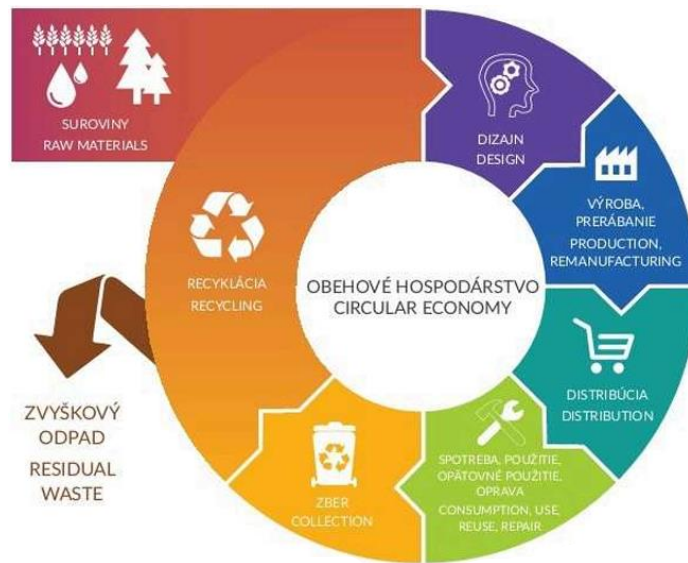 SUROVINY
RAW MATERIALS
DIZAJN
DESIGN
VÝROBA,
PRERÁBANIE
PRODUCTION,
REMANUFACTURING
RECYKLÁCIA
RECYCLING
OBEHOVÉ HOSPODÁRSTVO
CIRCULAR ECONOMY
DISTRIBÚCIA
DISTRIBUTION
ZVYŠKOVÝ
ODPAD
RESIDUAL
WASTE
SPOTREBA, POUŽITIE,
OPÄTOVNÉ POUŽITIE,
OPRAVA
CONSUMPTION, USE,
REUSE, REPAIR
ZBER
COLLECTION